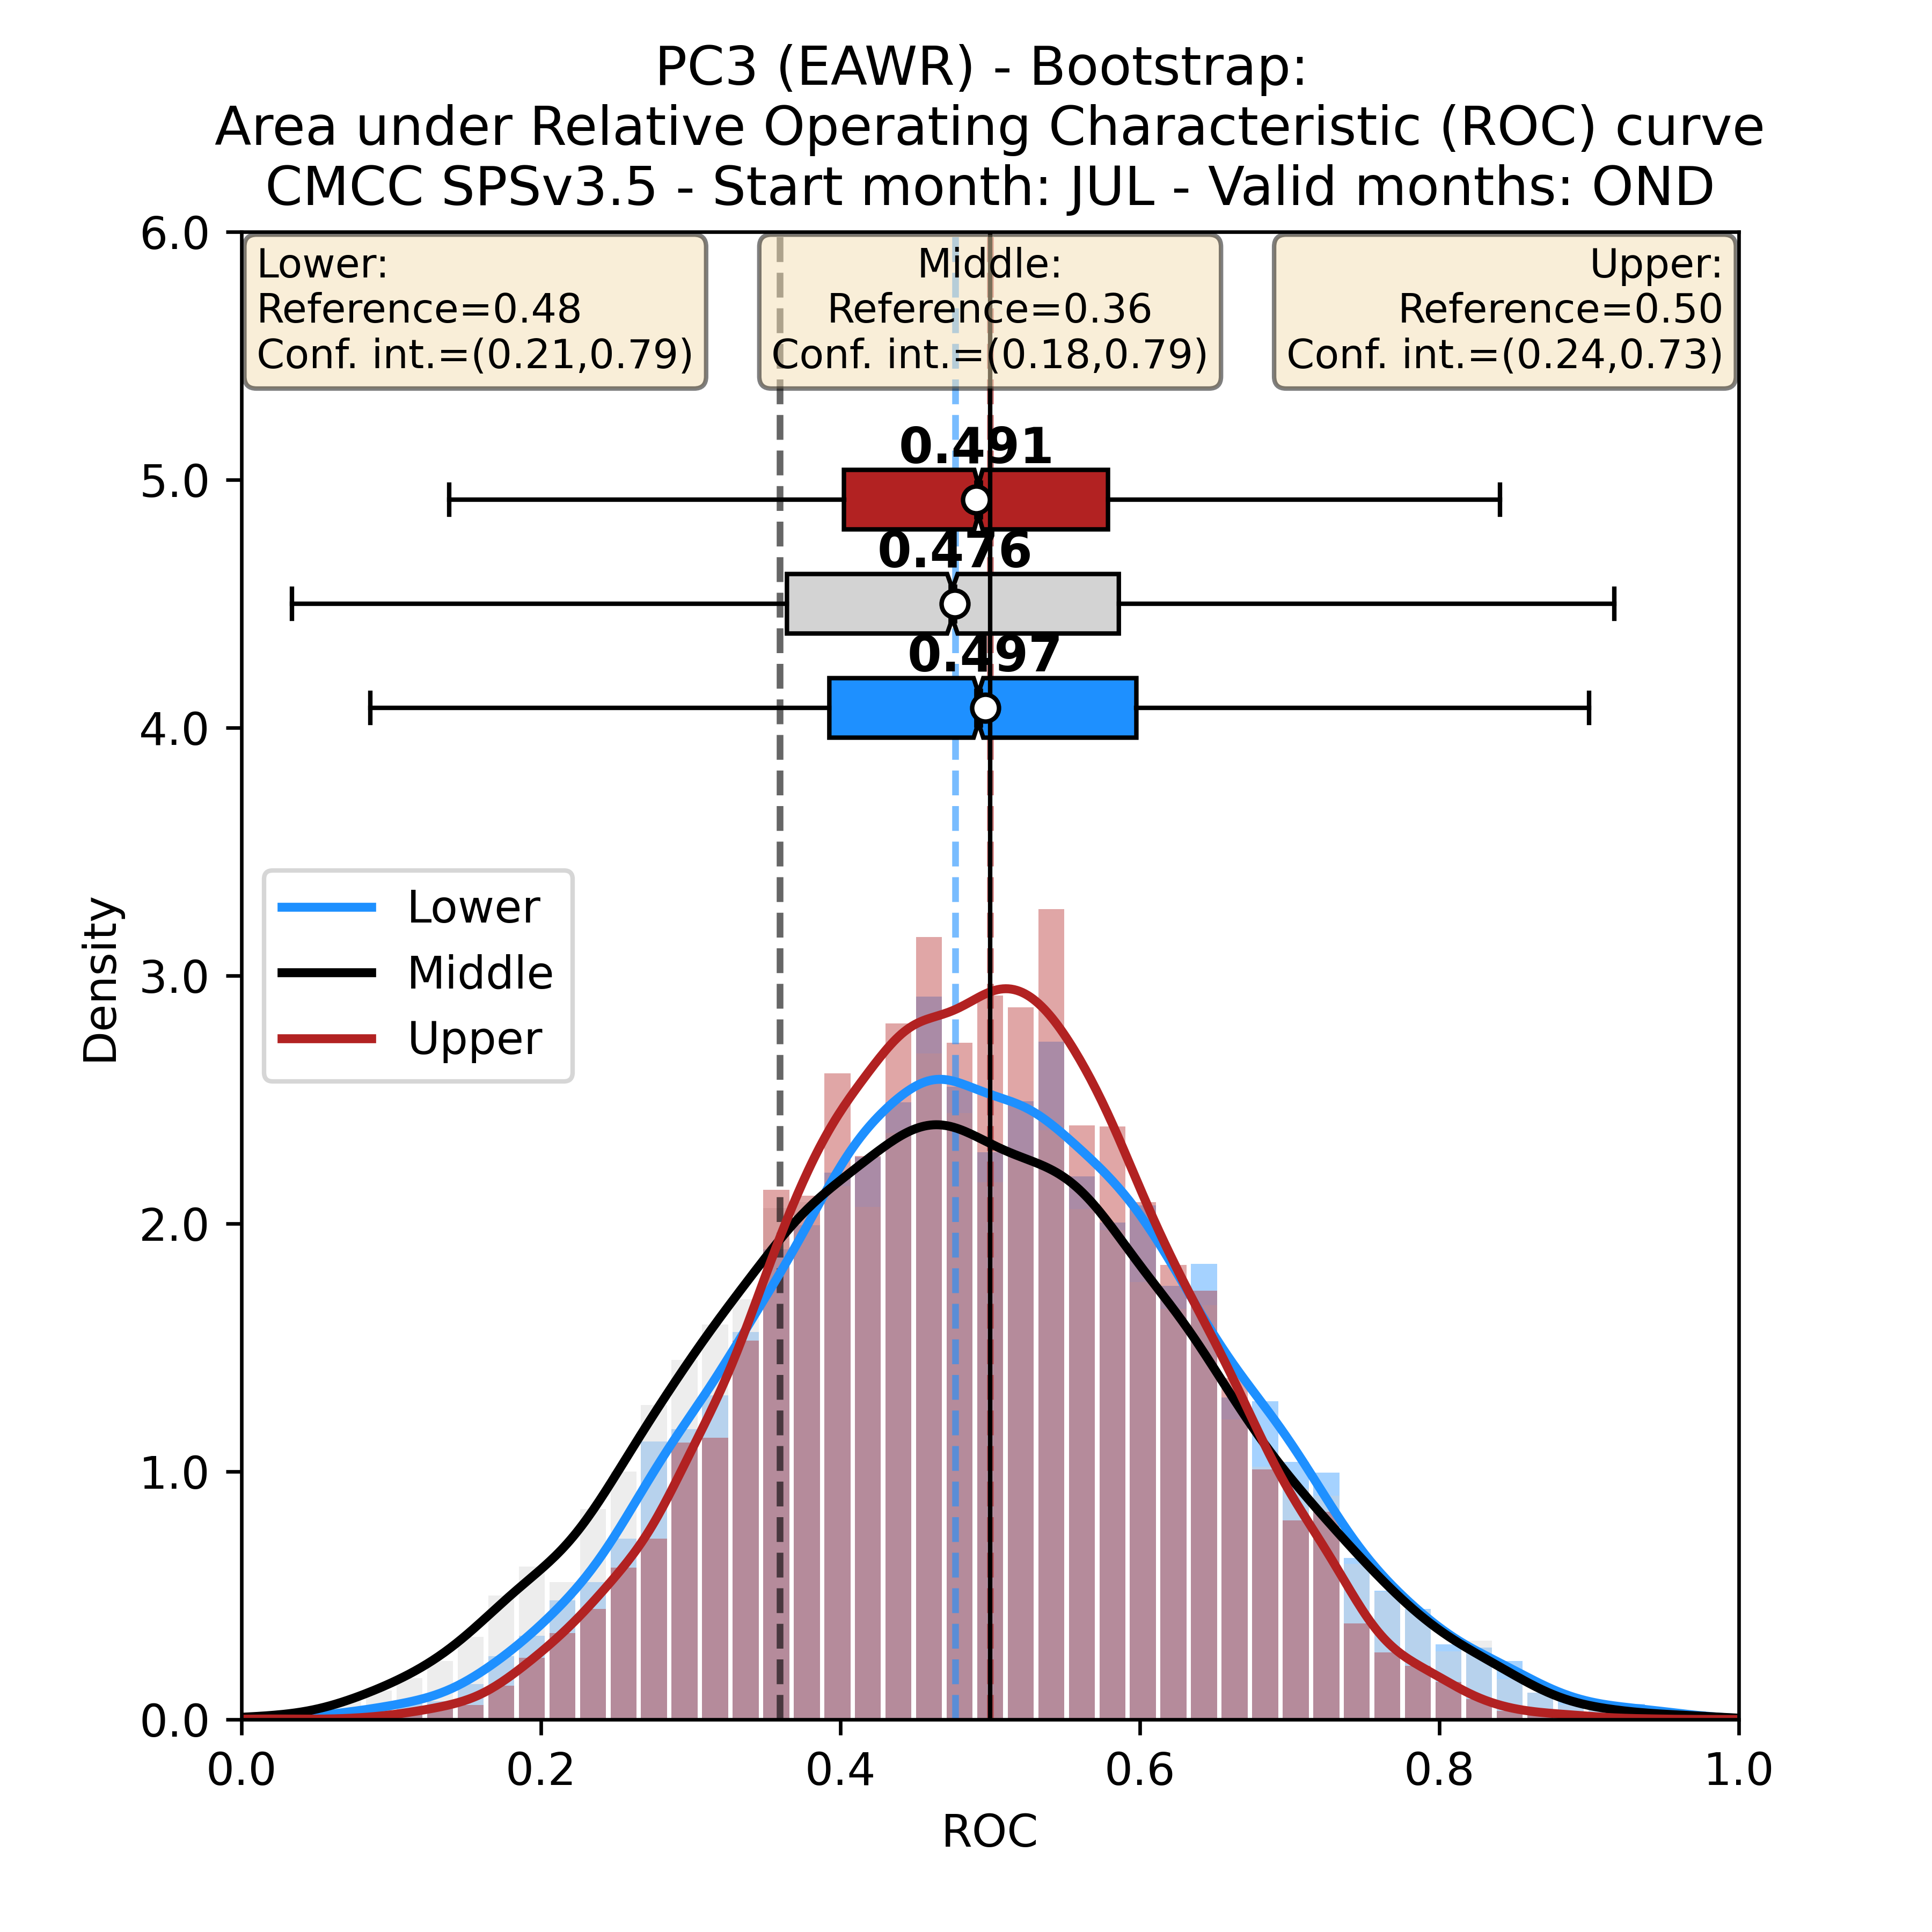 PC3 (EAWR) - Bootstrap:
Area under Relative Operating Characteristic (ROC) curve
CMCC SPSv3.5 - Start month: JUL - Valid months: OND
6.0
Lower:
Reference=0.48
Conf. int.=(0.21,0.79)
Middle:
Reference=0.36
Conf. int.=(0.18,0.79)
Upper:
Reference=0.50
Conf. int.=(0.24,0.73)
0.491
5.0
0.476
0.497
4.0
Lower
Middle
Upper
Density
3.0
2.0
1.0
0.0
0.0 0.2 0.4 0.6 0.8 1.0
ROC